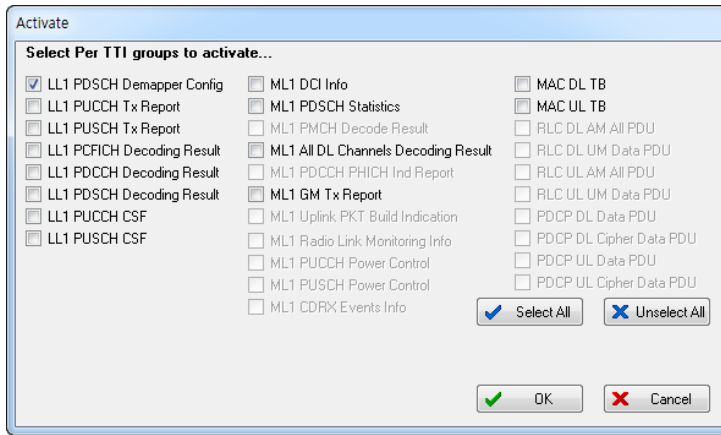 Activate
Select Per TTI groups to activate...
LL1 PDSCH Demapper Config
LL1 PUCCH Tx Report
LL1 PUSCH Tx Report
LL1 PCFICH Decoding Result
LL1 PDCCH Decoding Result
LL1 PDSCH Decoding Result
LL1 PUCCH CSF
LL1 PUSCH CSF
ML1 DCI Info
ML1 PDSCH Statistics
ML1 PMCH Decode Result
ML1 All DL Channels Decoding Result
ML1 PDCCH PHICH Ind Report
ML1 GM Tx Report
ML1 Uplink PKT Build Indication
ML1 Radio Link Monitoring Info
ML1 PUCCH Power Control
ML1 PUSCH Power Control
ML1 CDRX Events Info
MAC DL TB
MAC UL TB
RLC DL AM All PDU
RLC DL UM Data PDU
RLC UL AM All PDU
RLC UL UM Data PDU
PDCP DL Data PDU
PDCP DL Cipher Data PDU
PDCP UL Data PDU
PDCP UL Cipher Data PDU
Select All
Unselect All
OK
Cancel